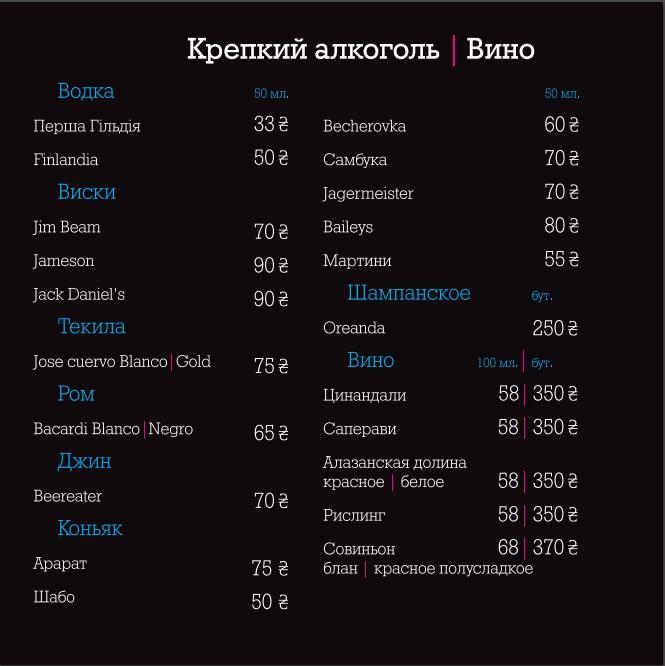 Крепкий алкоголь | Вино
Водка 50 мл.
Перша Гільдія 33 ₴
Finlandia 50 ₴
Виски
Jim Beam 70 ₴
Jameson 90 ₴
Jack Daniel's 90 ₴
Текила
Jose cuervo Blanco | Gold 75 ₴
Ром
Bacardi Blanco | Negro 65 ₴
Джин
Beereater 70 ₴
Коньяк
Арарат 75 ₴
Шабо 50 ₴
50 мл.
Becherovka 60 ₴
Самбука 70 ₴
Jagermeister 70 ₴
Baileys 80 ₴
Мартини 55 ₴
Шампанское бут.
Oreanda 250 ₴
Вино 100 мл. | бут.
Цинандали 58 | 350 ₴
Саперави 58 | 350 ₴
Алазанская долина
красное | белое 58 | 350 ₴
Рислинг 58 | 350 ₴
Совиньон 68 | 370 ₴
блан | красное полусладкое